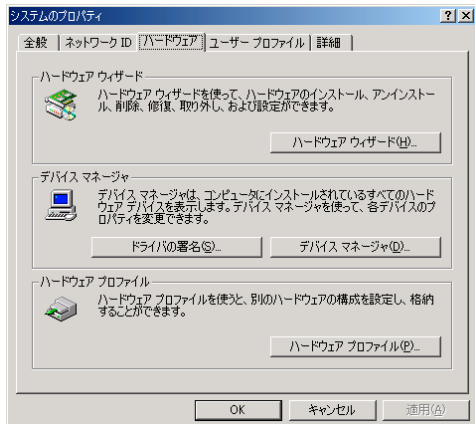 システムのプロパティ
全般 ネットワーク ID ハードウェア ユーザー プロファイル 詳細
ハードウェア ウィザード
ハードウェア ウィザードを使って、ハードウェアのインストール、アンインストー
ル、削除、修復、取り外し、および設定ができます。
ハードウェア ウィザード(H)...
デバイス マネージャ
デバイス マネージャは、コンピュータにインストールされているすべてのハード
ウェア デバイスを表示します。デバイス マネージャを使って、各デバイスのプ
ロパティを変更できます。
ドライバの署名(S)... デバイス マネージャ(D)...
ハードウェア プロファイル
ハードウェア プロファイルを使うと、別のハードウェアの構成を設定し、格納
することができます。
ハードウェア プロファイル(P)...
OK キャンセル 適用(A)